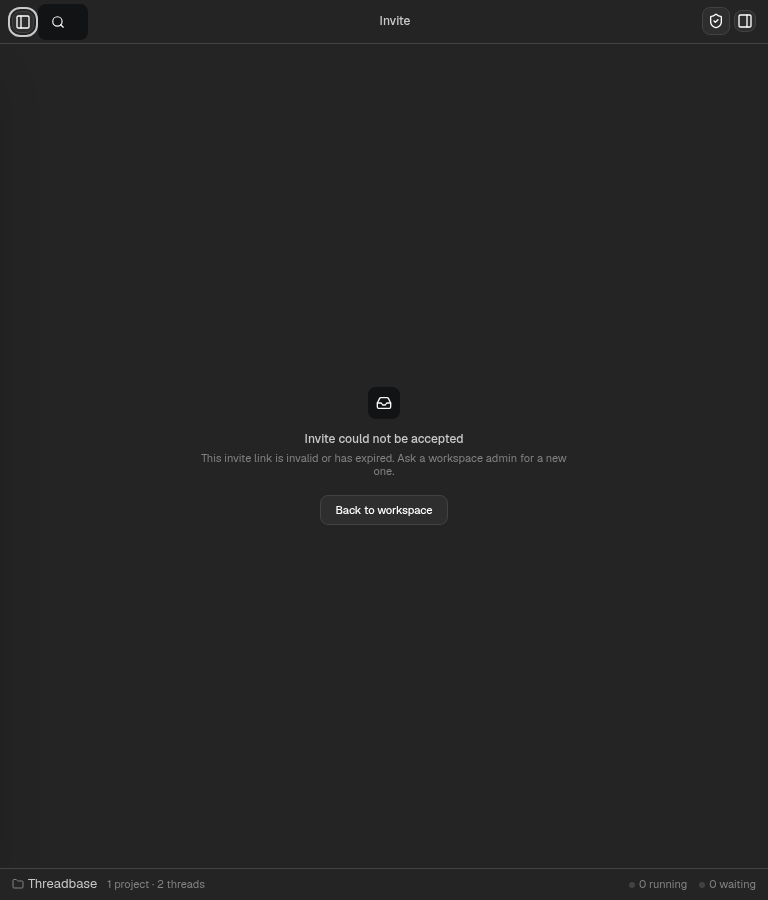 Invite
Invite could not be accepted
This invite link is invalid or has expired. Ask a workspace admin for a new
one.
Back to workspace
Threadbase 1 project · 2 threads 0 running 0 waiting